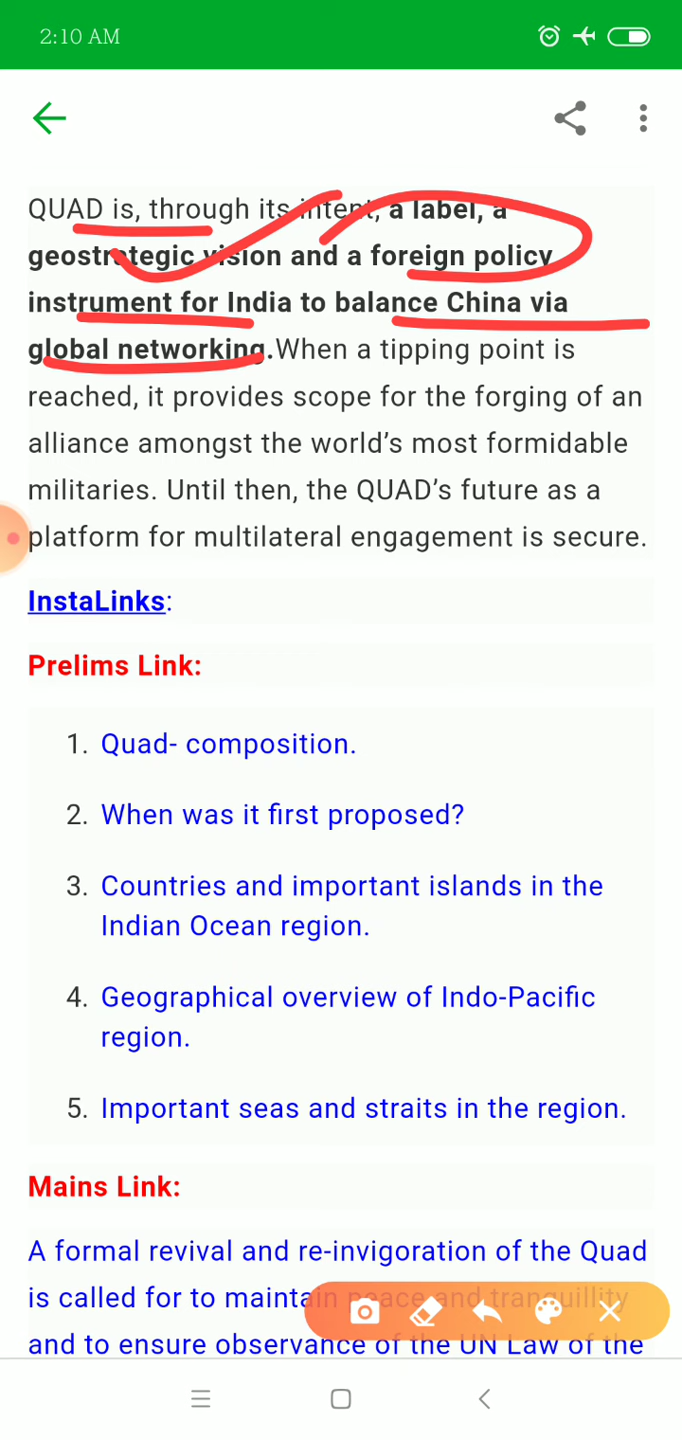 2:10 AM
QUAD is, through its intent, a label, a
geostrategic vision and a foreign policy
instrument for India to balance China via
global networking.When a tipping point is
reached, it provides scope for the forging of an
alliance amongst the world’s most formidable
militaries. Until then, the QUAD’s future as a
platform for multilateral engagement is secure.
InstaLinks:
Prelims Link:
1. Quad- composition.
2. When was it first proposed?
3. Countries and important islands in the
Indian Ocean region.
4. Geographical overview of Indo-Pacific
region.
5. Important seas and straits in the region.
Mains Link:
A formal revival and re-invigoration of the Quad
is called for to maintain peace and tranquillity
and to ensure observance of the UN Law of the